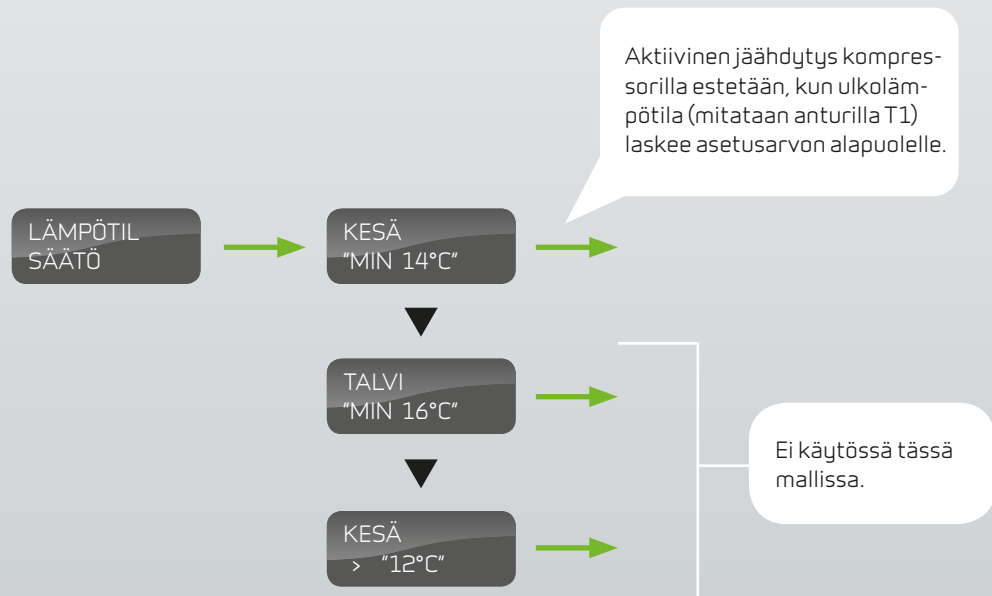 Aktiivinen jäähdytys kompres-
sorilla estetään, kun ulkoläm-
pötila (mitataan anturilla T1)
laskee asetusarvon alapuolelle.
LÄMPÖTIL
SÄÄTÖ
KESÄ
"MIN 14°C"
TALVI
"MIN 16°C"
Ei käytössä tässä
mallissa.
KESÄ
> "12°C"